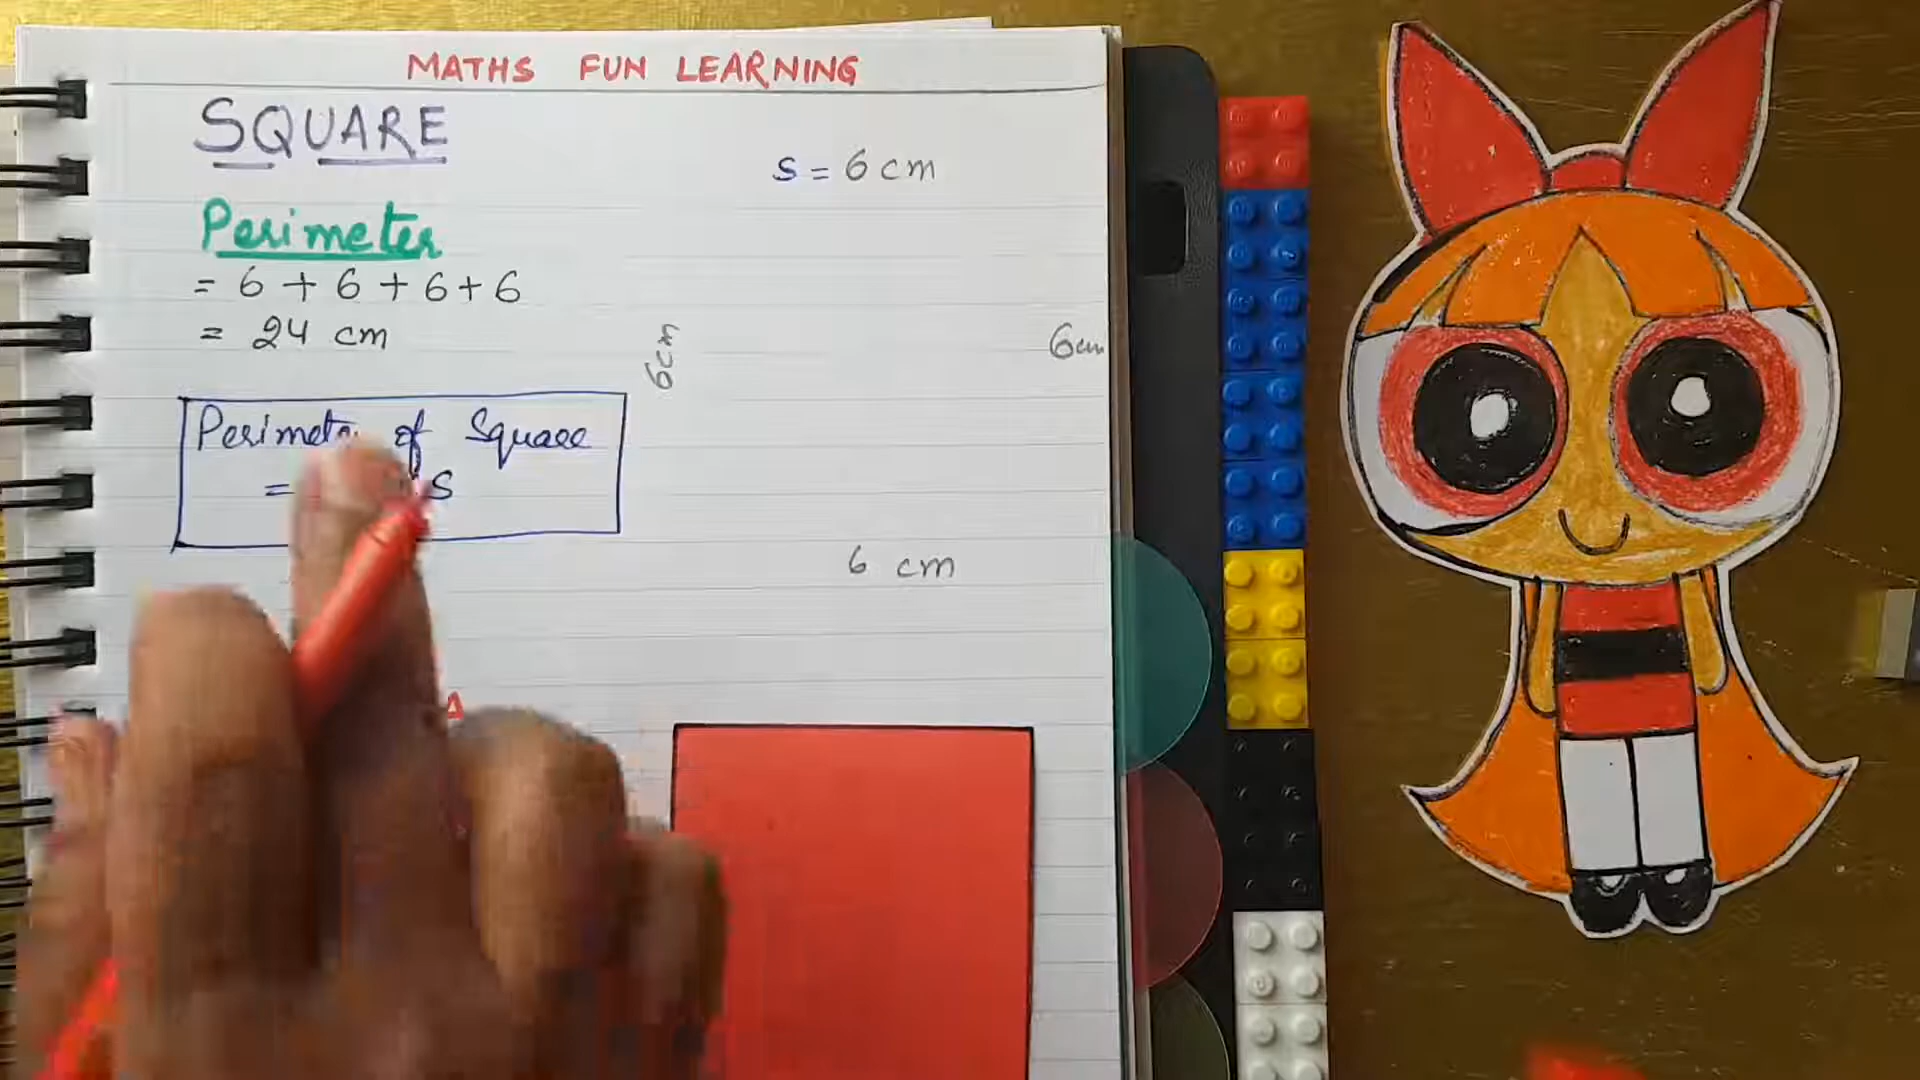 MATHS FUN LEARNING
SQUARE
s = 6 cm
Perimeter
= 6 + 6 + 6 + 6
= 24 cm
6cm
6cm
Perimeter of Square
= s
6 cm
A